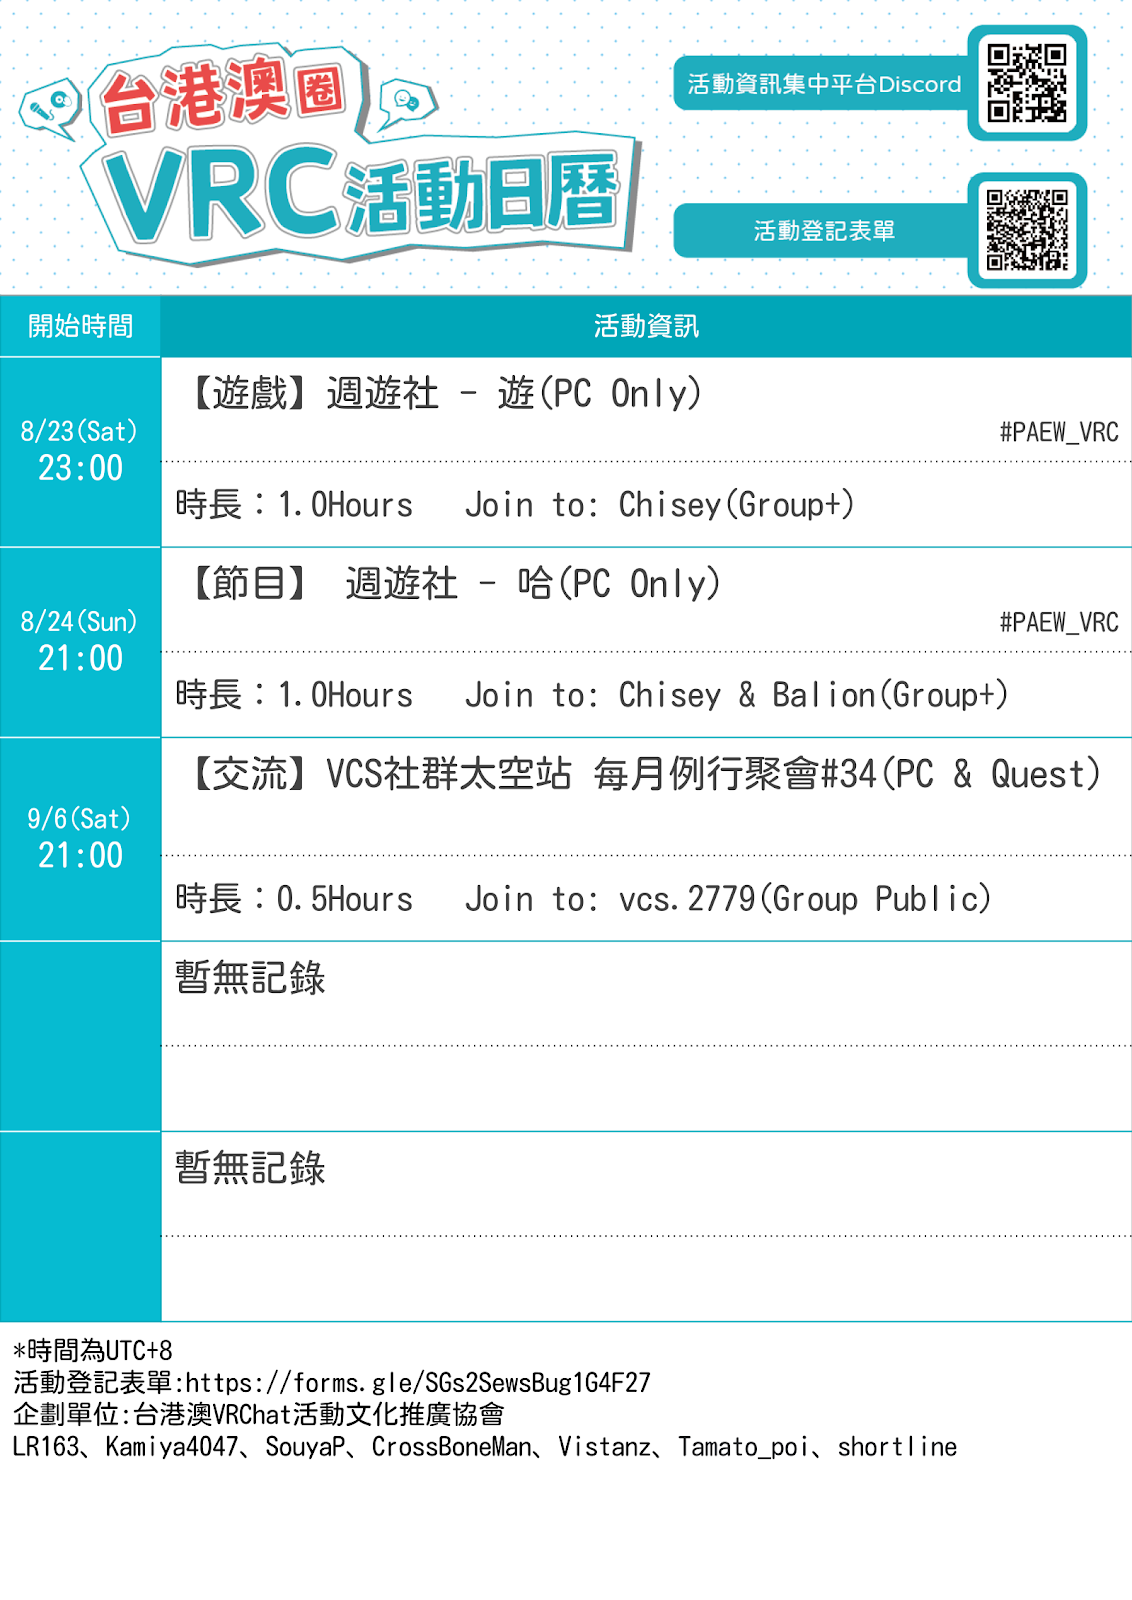 台港澳圈
VRC活動日曆
活動資訊集中平台Discord
活動登記表單
開始時間
活動資訊
8/23(Sat)
23:00
【遊戲】週遊社 - 遊(PC Only)
#PAEW_VRC
時長：1.0Hours Join to: Chisey(Group+)
8/24(Sun)
21:00
【節目】 週遊社 - 哈(PC Only)
#PAEW_VRC
時長：1.0Hours Join to: Chisey & Balion(Group+)
9/6(Sat)
21:00
【交流】VCS社群太空站 每月例行聚會#34(PC & Quest)
時長：0.5Hours Join to: vcs.2779(Group Public)
暫無記錄
暫無記錄
*時間為UTC+8
活動登記表單:https://forms.gle/SGs2SewsBug1G4F27
企劃單位:台港澳VRChat活動文化推廣協會
LR163、Kamiya4047、SouyaP、CrossBoneMan、Vistanz、Tamato_poi、shortline